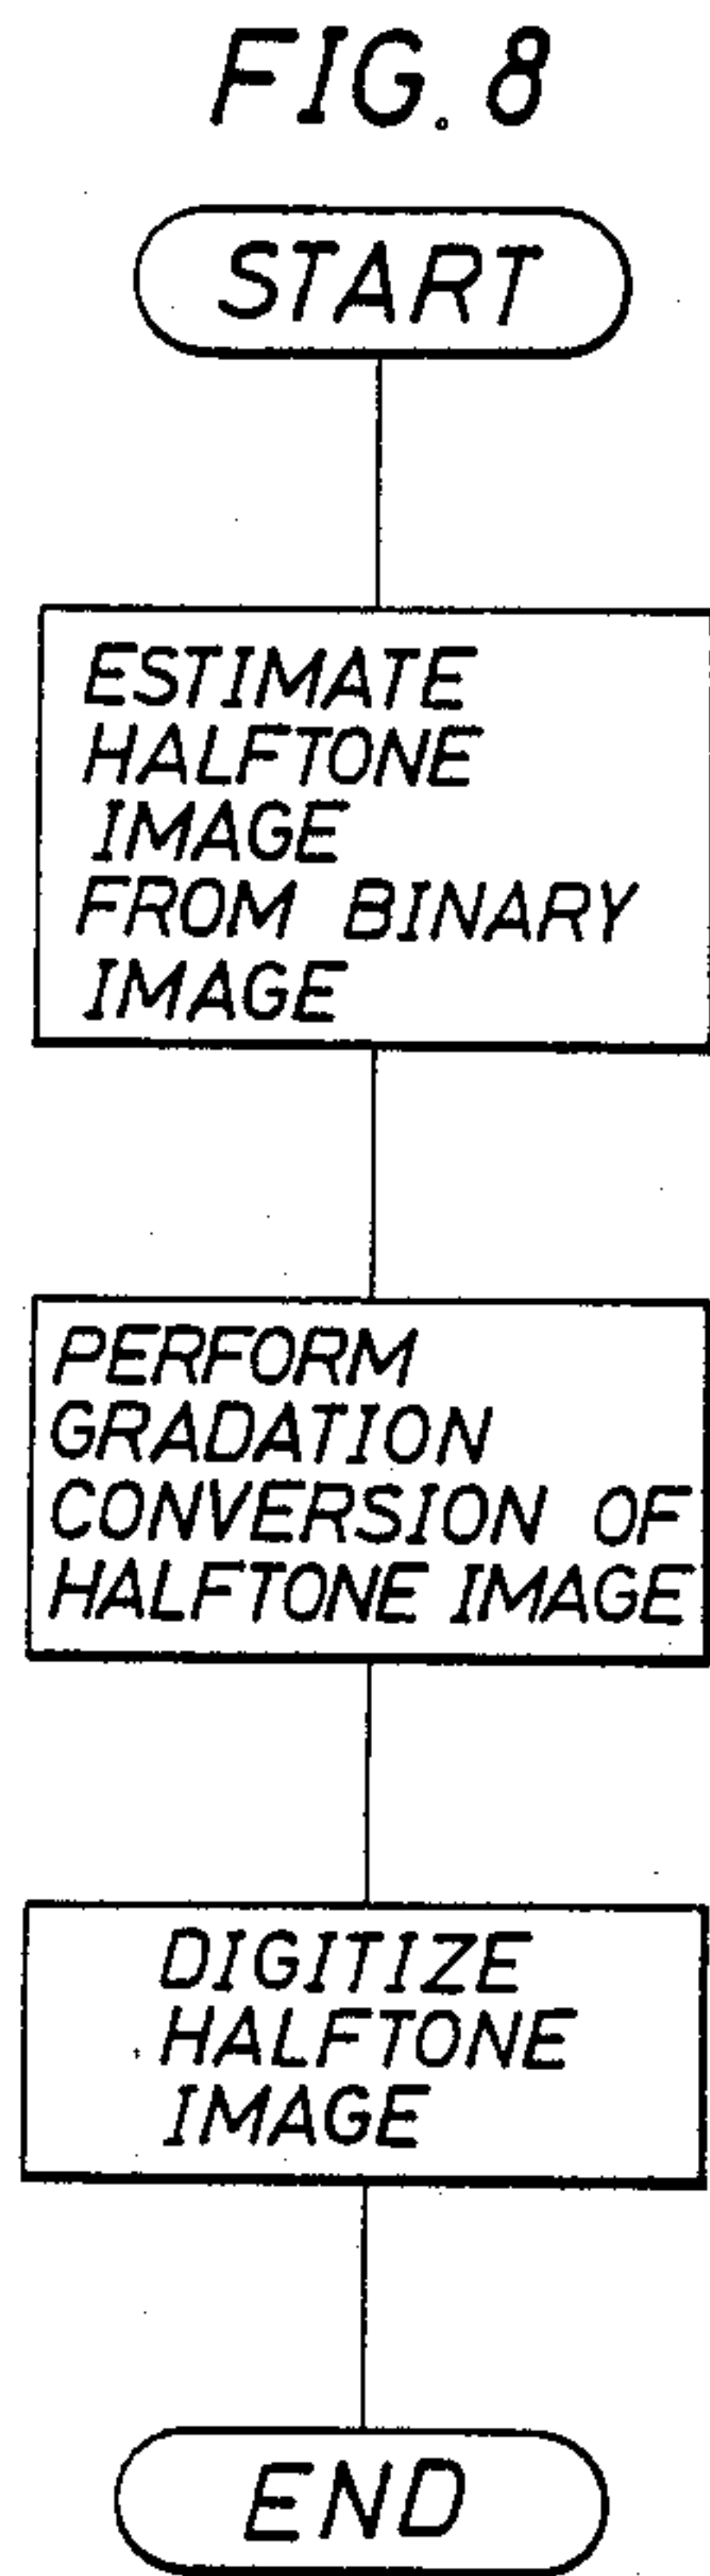 FIG. 8
START
ESTIMATE
HALFTONE
IMAGE
FROM BINARY
IMAGE
PERFORM
GRADATION
CONVERSION OF
HALFTONE IMAGE
DIGITIZE
HALFTONE
IMAGE
END